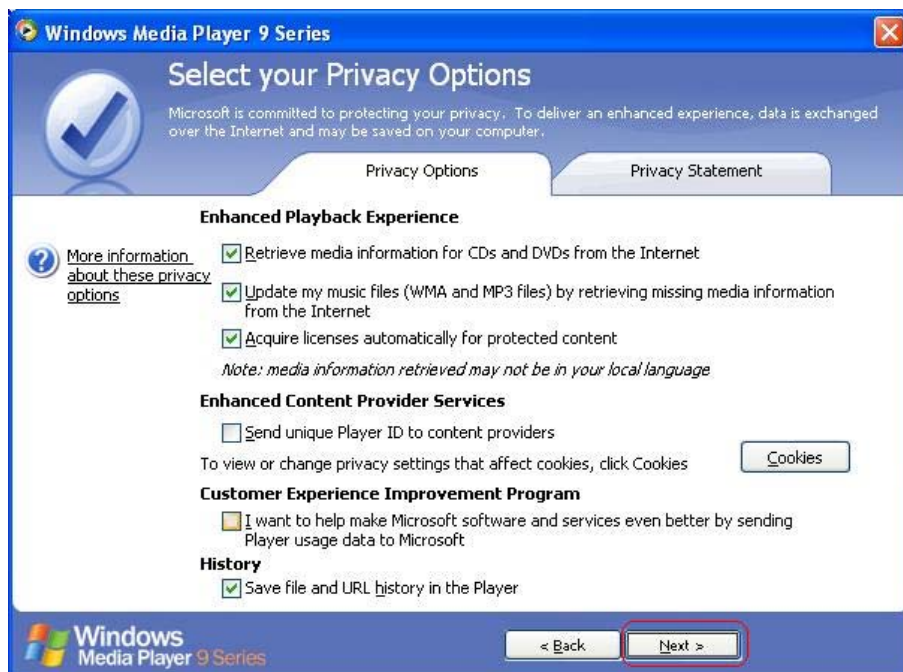 Windows Media Player 9 Series
Select your Privacy Options
Microsoft is committed to protecting your privacy. To deliver an enhanced experience, data is exchanged
over the Internet and may be saved on your computer.
Privacy Options
Privacy Statement
More information
about these privacy
options
Enhanced Playback Experience
Retrieve media information for CDs and DVDs from the Internet
Update my music files (WMA and MP3 files) by retrieving missing media information
from the Internet
Acquire licenses automatically for protected content
Note: media information retrieved may not be in your local language
Enhanced Content Provider Services
Send unique Player ID to content providers
To view or change privacy settings that affect cookies, click Cookies
Cookies
Customer Experience Improvement Program
I want to help make Microsoft software and services even better by sending
Player usage data to Microsoft
History
Save file and URL history in the Player
Windows
Media Player 9 Series
< Back
Next >